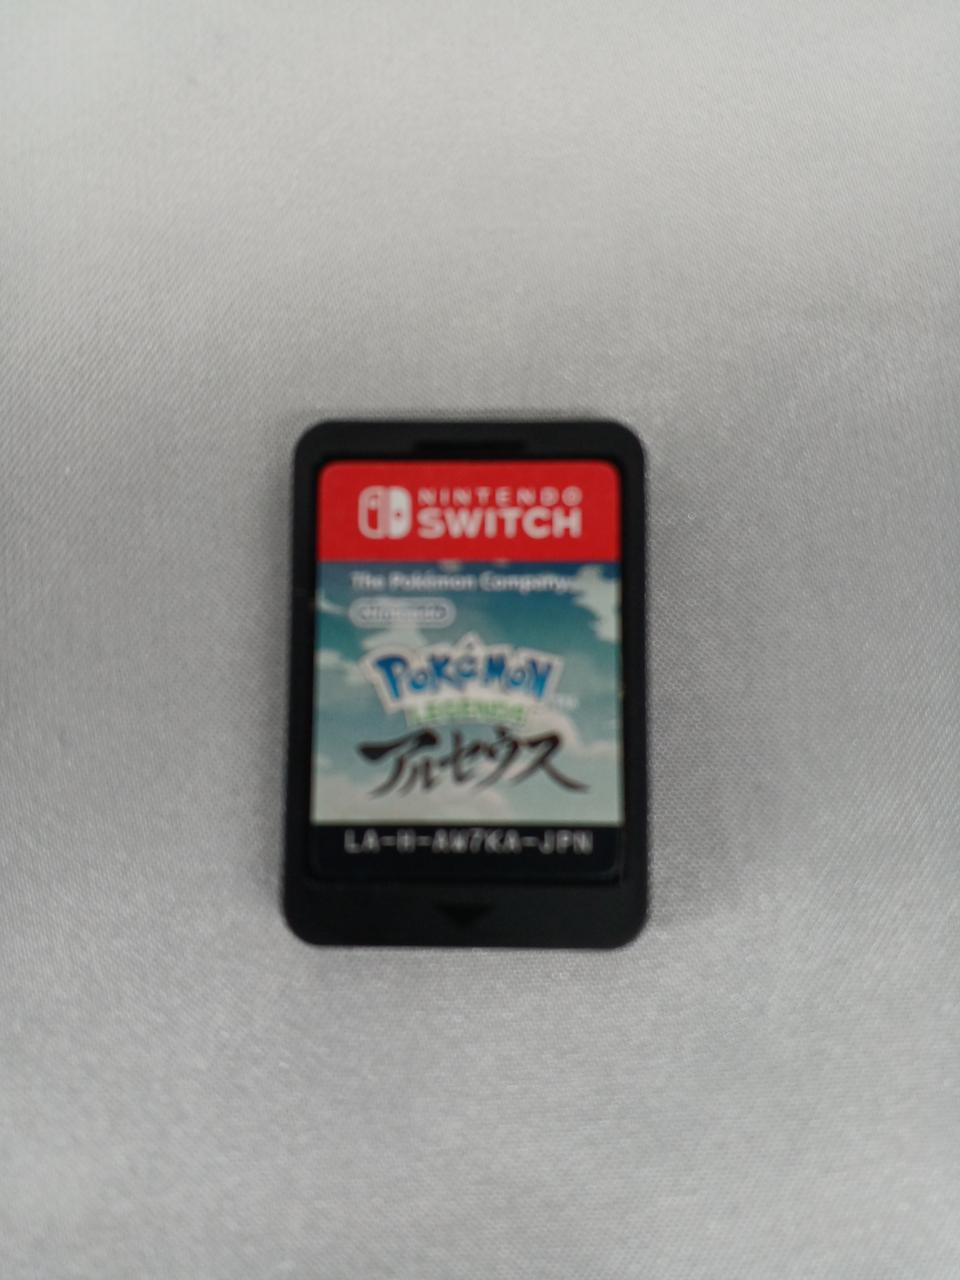 NINTENDO
SWITCH
The Pokémon Company
Nintendo
POKÉMON
LEGENDS
アルセウス
LA-H-AW7KA-JPN